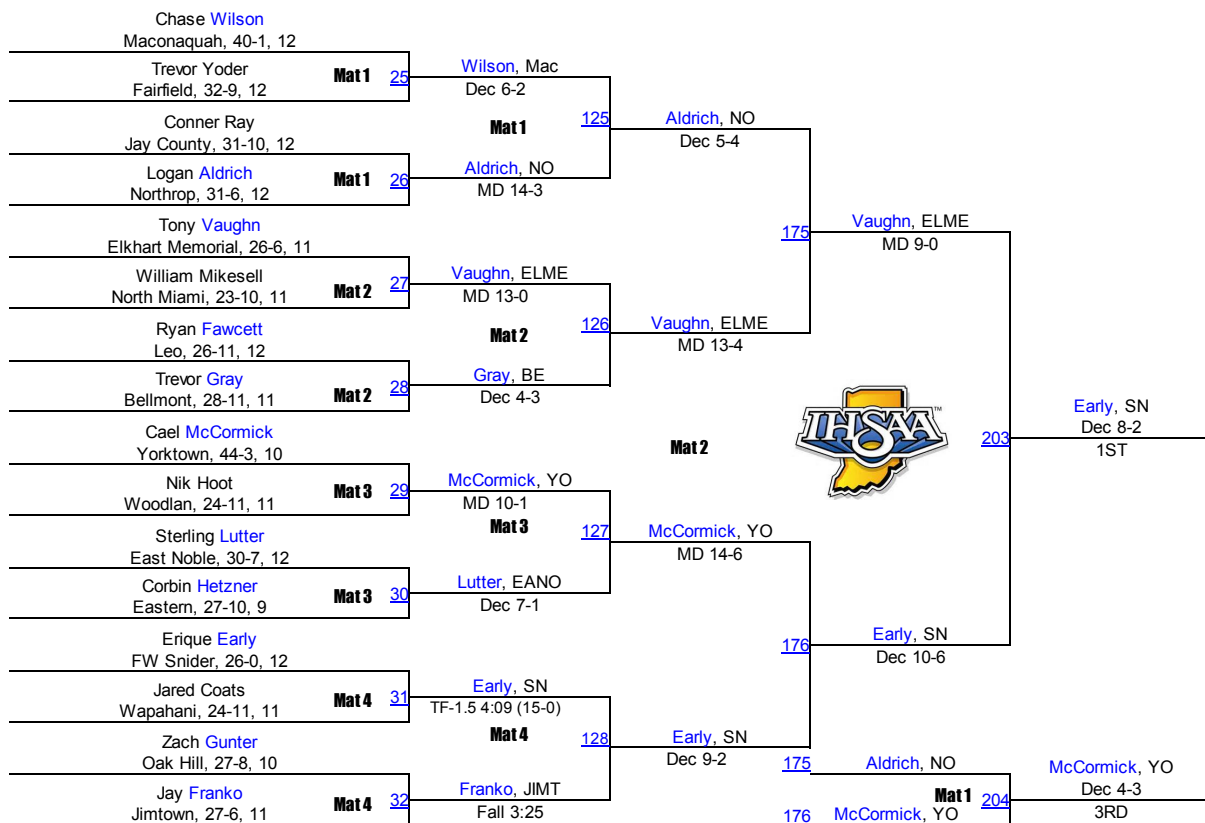 Chase Wilson
Maconaquah, 40-1, 12
Trevor Yoder
Fairfield, 32-9, 12
Mat 1
25
Wilson, Mac
Dec 6-2
Conner Ray
Jay County, 31-10, 12
Logan Aldrich
Northrop, 31-6, 12
Mat 1
26
Aldrich, NO
MD 14-3
Mat 1
125
Aldrich, NO
Dec 5-4
Tony Vaughn
Elkhart Memorial, 26-6, 11
William Mikesell
North Miami, 23-10, 11
Mat 2
27
Vaughn, ELME
MD 13-0
Ryan Fawcett
Leo, 26-11, 12
Trevor Gray
Bellmont, 28-11, 11
Mat 2
28
Gray, BE
Dec 4-3
Mat 2
126
Vaughn, ELME
MD 13-4
175
Vaughn, ELME
MD 9-0
Cael McCormick
Yorktown, 44-3, 10
Nik Hoot
Woodlan, 24-11, 11
Mat 3
29
McCormick, YO
MD 10-1
Sterling Lutter
East Noble, 30-7, 12
Corbin Hetzner
Eastern, 27-10, 9
Mat 3
30
Lutter, EANO
Dec 7-1
Mat 3
127
McCormick, YO
MD 14-6
Erique Early
FW Snider, 26-0, 12
Jared Coats
Wapahani, 24-11, 11
Mat 4
31
Early, SN
TF-1.5 4:09 (15-0)
Zach Gunter
Oak Hill, 27-8, 10
Jay Franko
Jimtown, 27-6, 11
Mat 4
32
Franko, JIMT
Fall 3:25
Mat 4
128
Early, SN
Dec 9-2
176
Early, SN
Dec 10-6
Mat 2
IHSAA
TM
203
Early, SN
Dec 8-2
1ST
175
Aldrich, NO
176
McCormick, YO
Mat 1
204
McCormick, YO
Dec 4-3
3RD